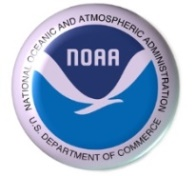 NATIONAL OCEANIC AND ATMOSPHERIC ADMINISTRATION
NOAA
U.S. DEPARTMENT OF COMMERCE